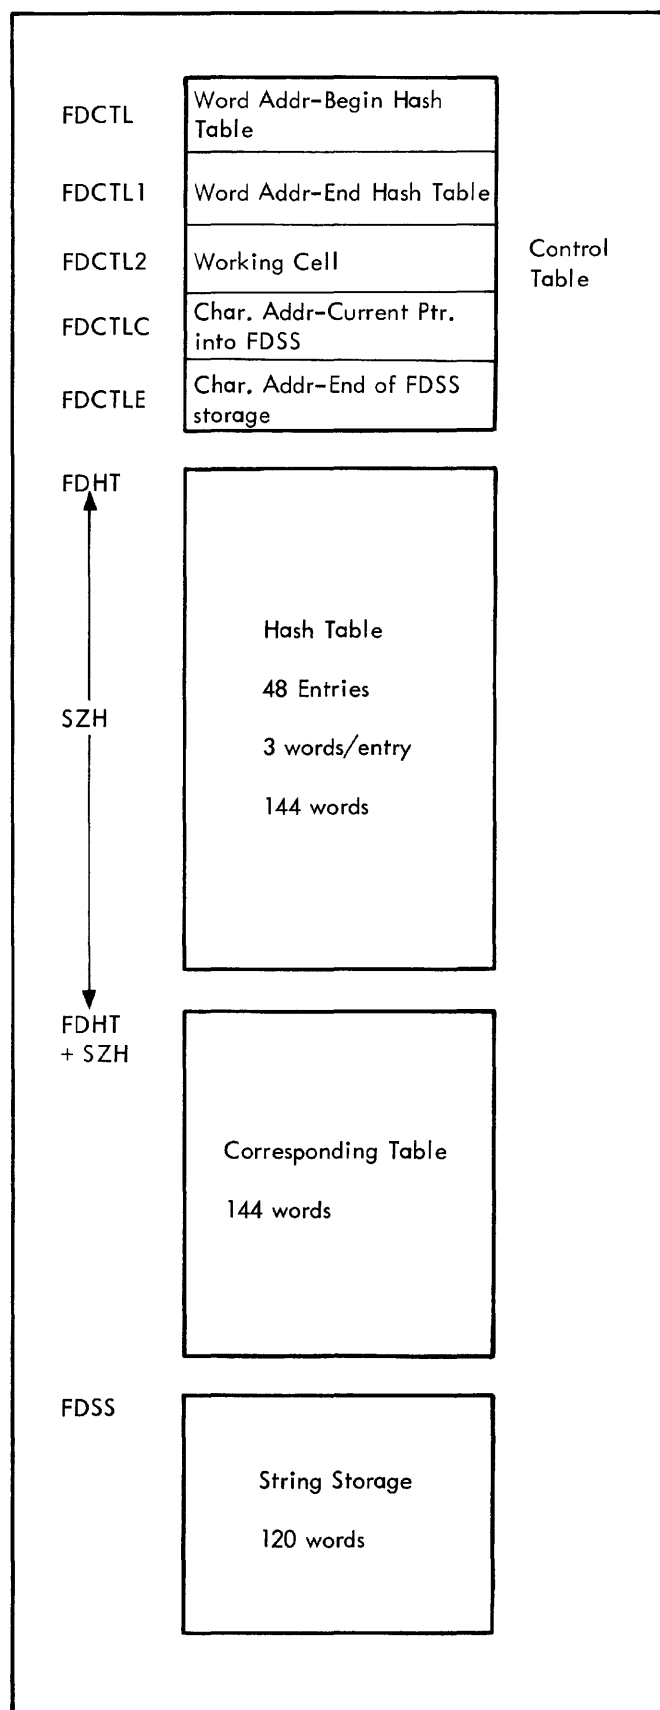 FDCTL
Word Addr-Begin Hash
Table
FDCTL1
Word Addr-End Hash Table
FDCTL2
Working Cell
Control
Table
FDCTLC
Char. Addr-Current Ptr.
into FDSS
FDCTLE
Char. Addr-End of FDSS
storage
FDHT
Hash Table
48 Entries
SZH
3 words/entry
144 words
FDHT
+ SZH
Corresponding Table
144 words
FDSS
String Storage
120 words